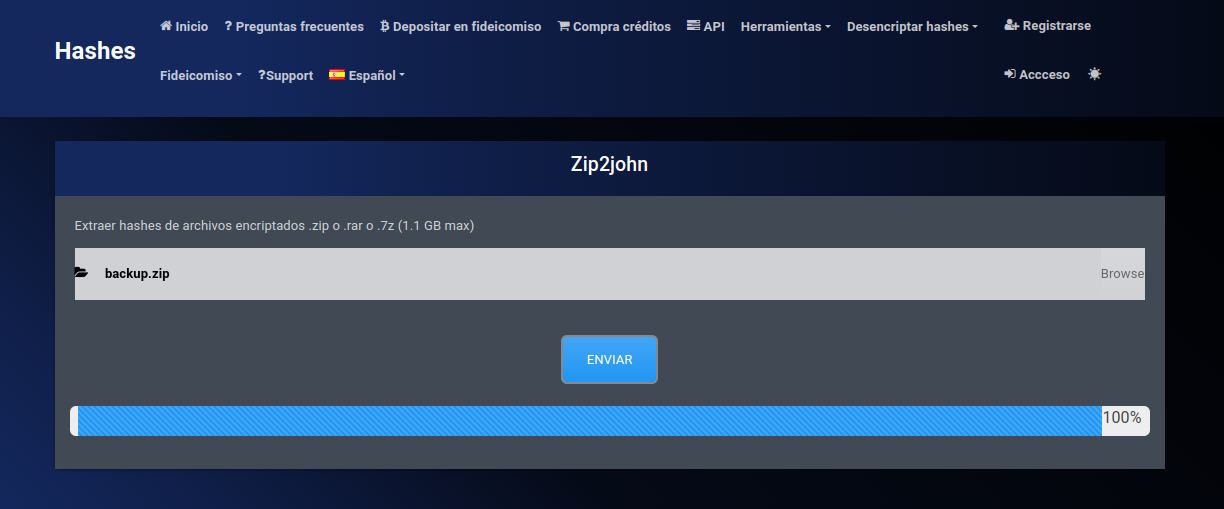 Hashes
Inicio
? Preguntas frecuentes
Depositar en fideicomiso
Compra créditos
API
Herramientas
Desencriptar hashes
Registrarse
Fideicomiso
?Support
Español
Accceso
Zip2john
Extraer hashes de archivos encriptados .zip o .rar o .7z (1.1 GB max)
backup.zip
Browse
ENVIAR
100%